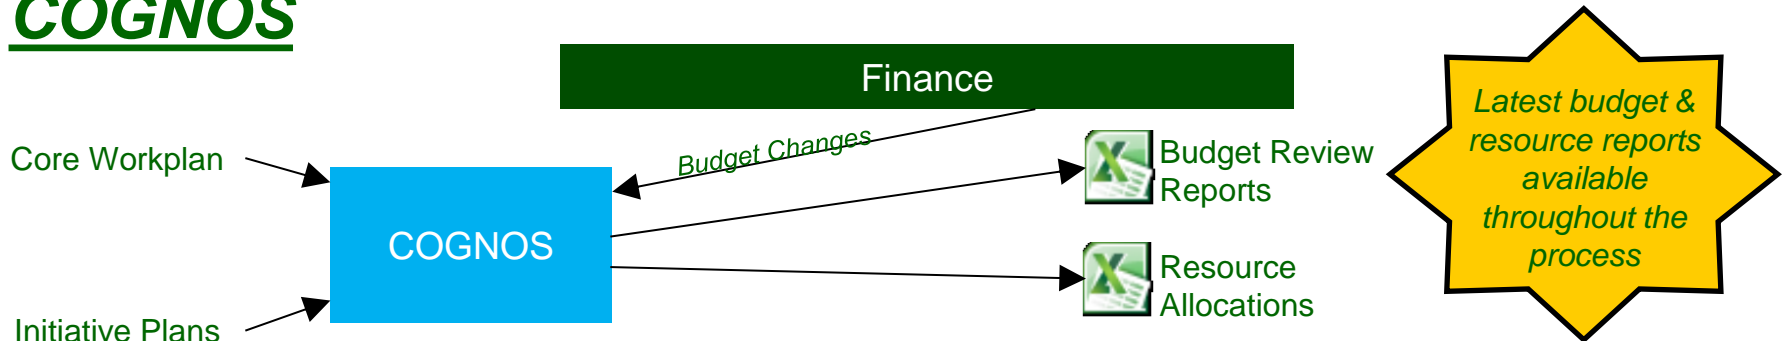 COGNOS
Finance
Core Workplan
Budget Changes
Budget Review
Reports
COGNOS
Resource
Allocations
Initiative Plans
Latest budget &
resource reports
available
throughout the
process